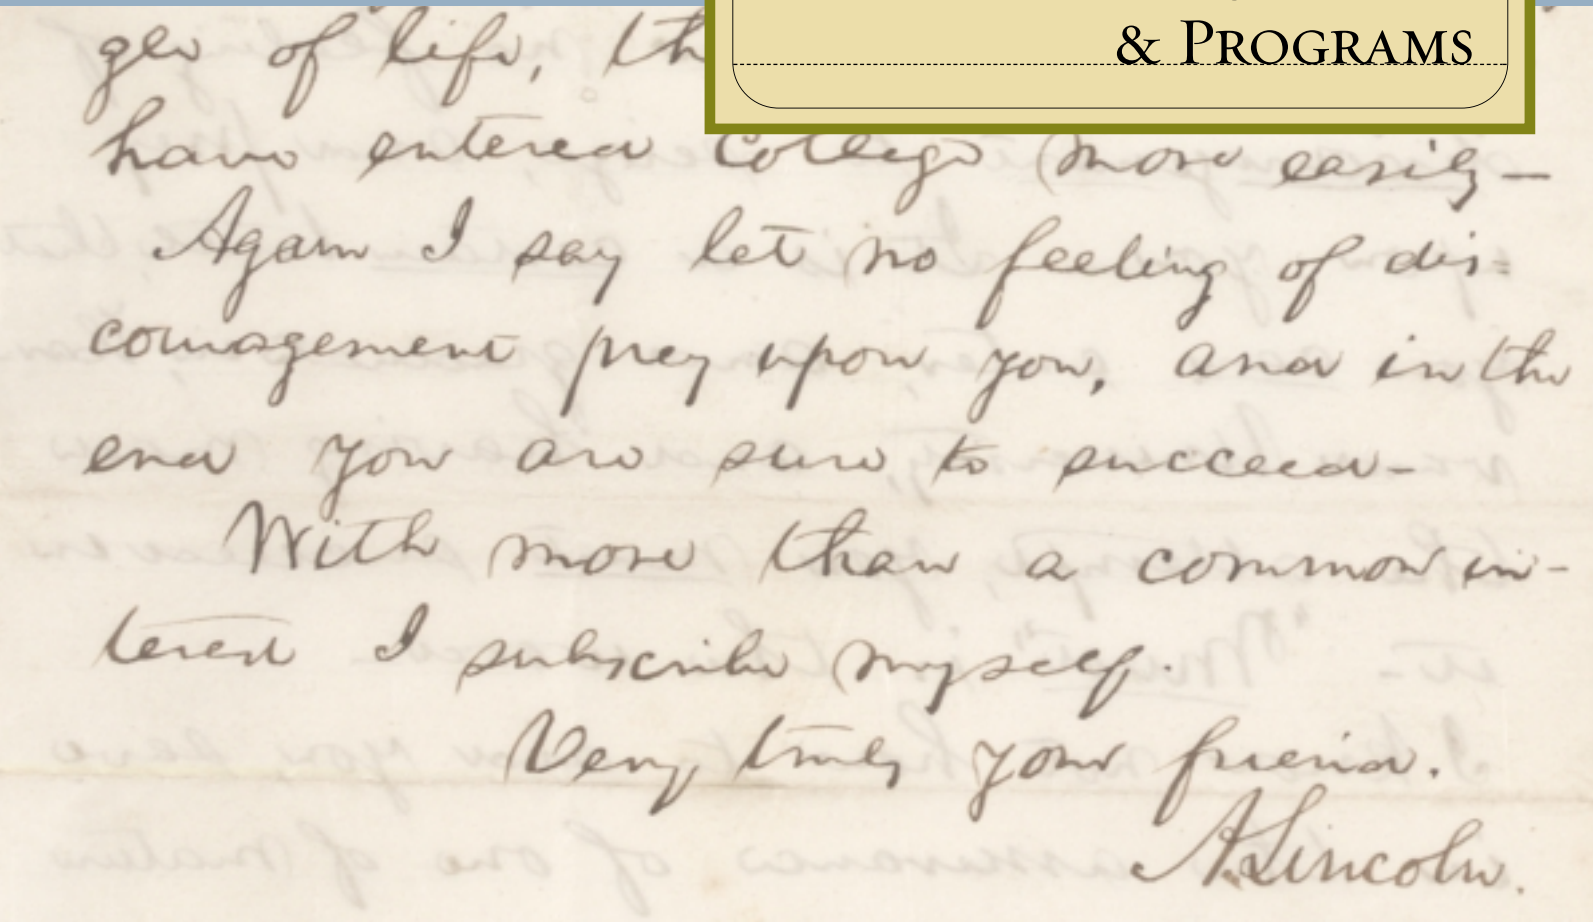 & PROGRAMS
gle of life, th
have entered college more easily—
Again I say let no feeling of dis=
couragement prey upon you, and in the
end you are sure to succeed-
With more than a common in-
terest I subscribe myself.
Very truly your friend.
A. Lincoln.